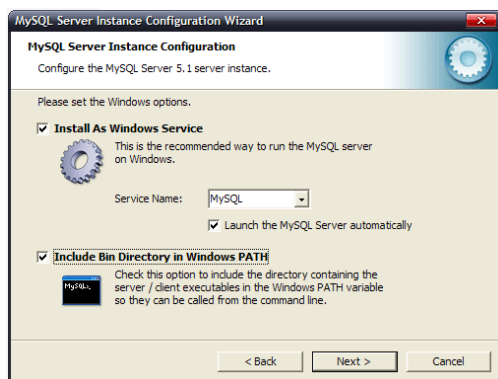 MySQL Server Instance Configuration Wizard
MySQL Server Instance Configuration
Configure the MySQL Server 5.1 server instance.
Please set the Windows options.
Install As Windows Service
This is the recommended way to run the MySQL server
on Windows.
Service Name:
MySQL
Launch the MySQL Server automatically
Include Bin Directory in Windows PATH
Check this option to include the directory containing the
server / client executables in the Windows PATH variable
so they can be called from the command line.
< Back
Next >
Cancel